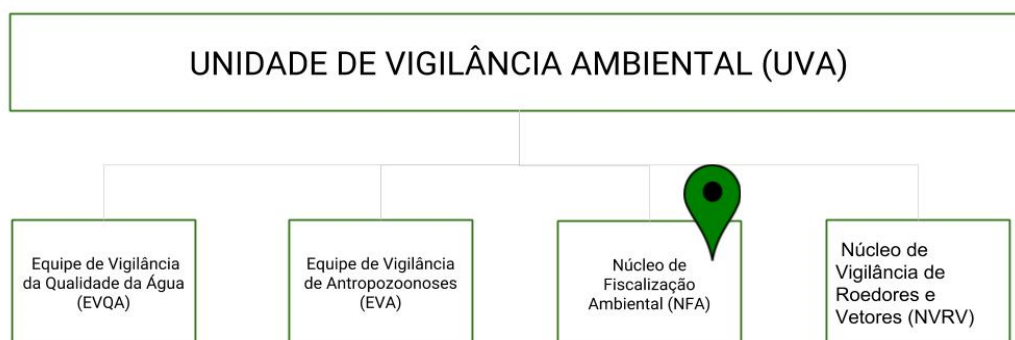 UNIDADE DE VIGILÂNCIA AMBIENTAL (UVA)
Equipe de Vigilância
da Qualidade da Água
(EVQA)
Equipe de Vigilância
de Antropozoonoses
(EVA)
Núcleo de
Fiscalização
Ambiental (NFA)
Núcleo de
Vigilância de
Roedores e
Vetores (NVRV)